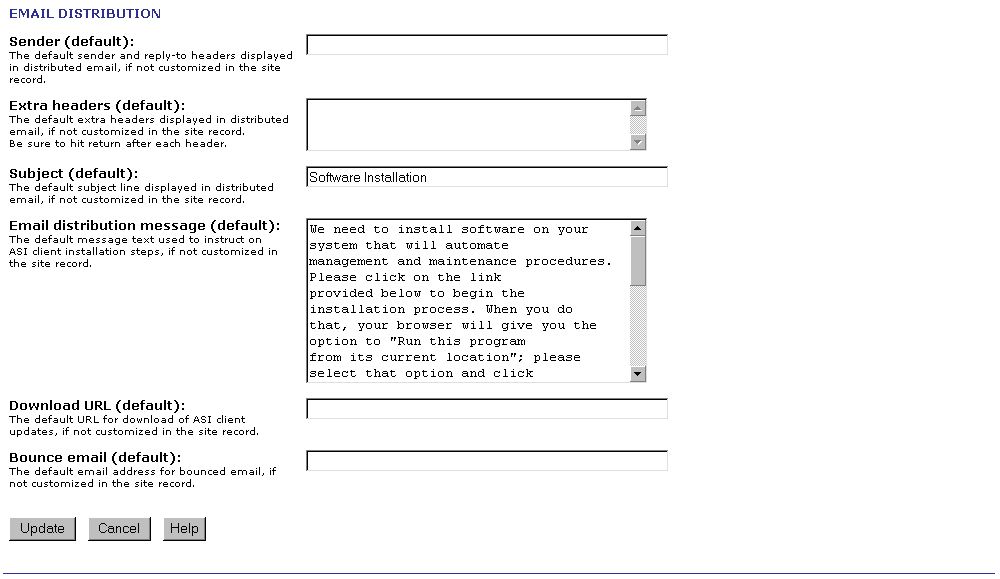 EMAIL DISTRIBUTION
Sender (default):
The default sender and reply-to headers displayed
in distributed email, if not customized in the site
record.
Extra headers (default):
The default extra headers displayed in distributed
email, if not customized in the site record.
Be sure to hit return after each header.
Subject (default):
The default subject line displayed in distributed
email, if not customized in the site record.
Software Installation
Email distribution message (default):
The default message text used to instruct on
ASI client installation steps, if not customized in
the site record.
We need to install software on your
system that will automate
management and maintenance procedures.
Please click on the link
provided below to begin the
installation process. When you do
that, your browser will give you the
option to "Run this program
from its current location"; please
select that option and click
Download URL (default):
The default URL for download of ASI client
updates, if not customized in the site record.
Bounce email (default):
The default email address for bounced email, if
not customized in the site record.
Update Cancel Help